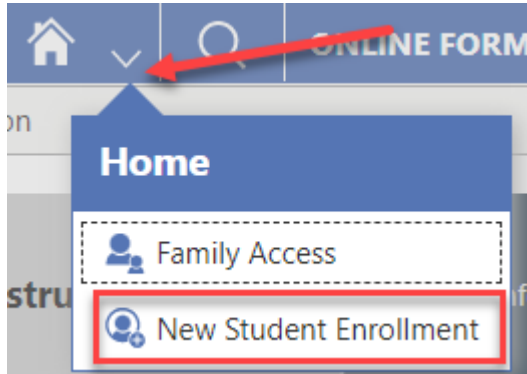 ONLINE FORM
on
Home
Family Access
stru
New Student Enrollment